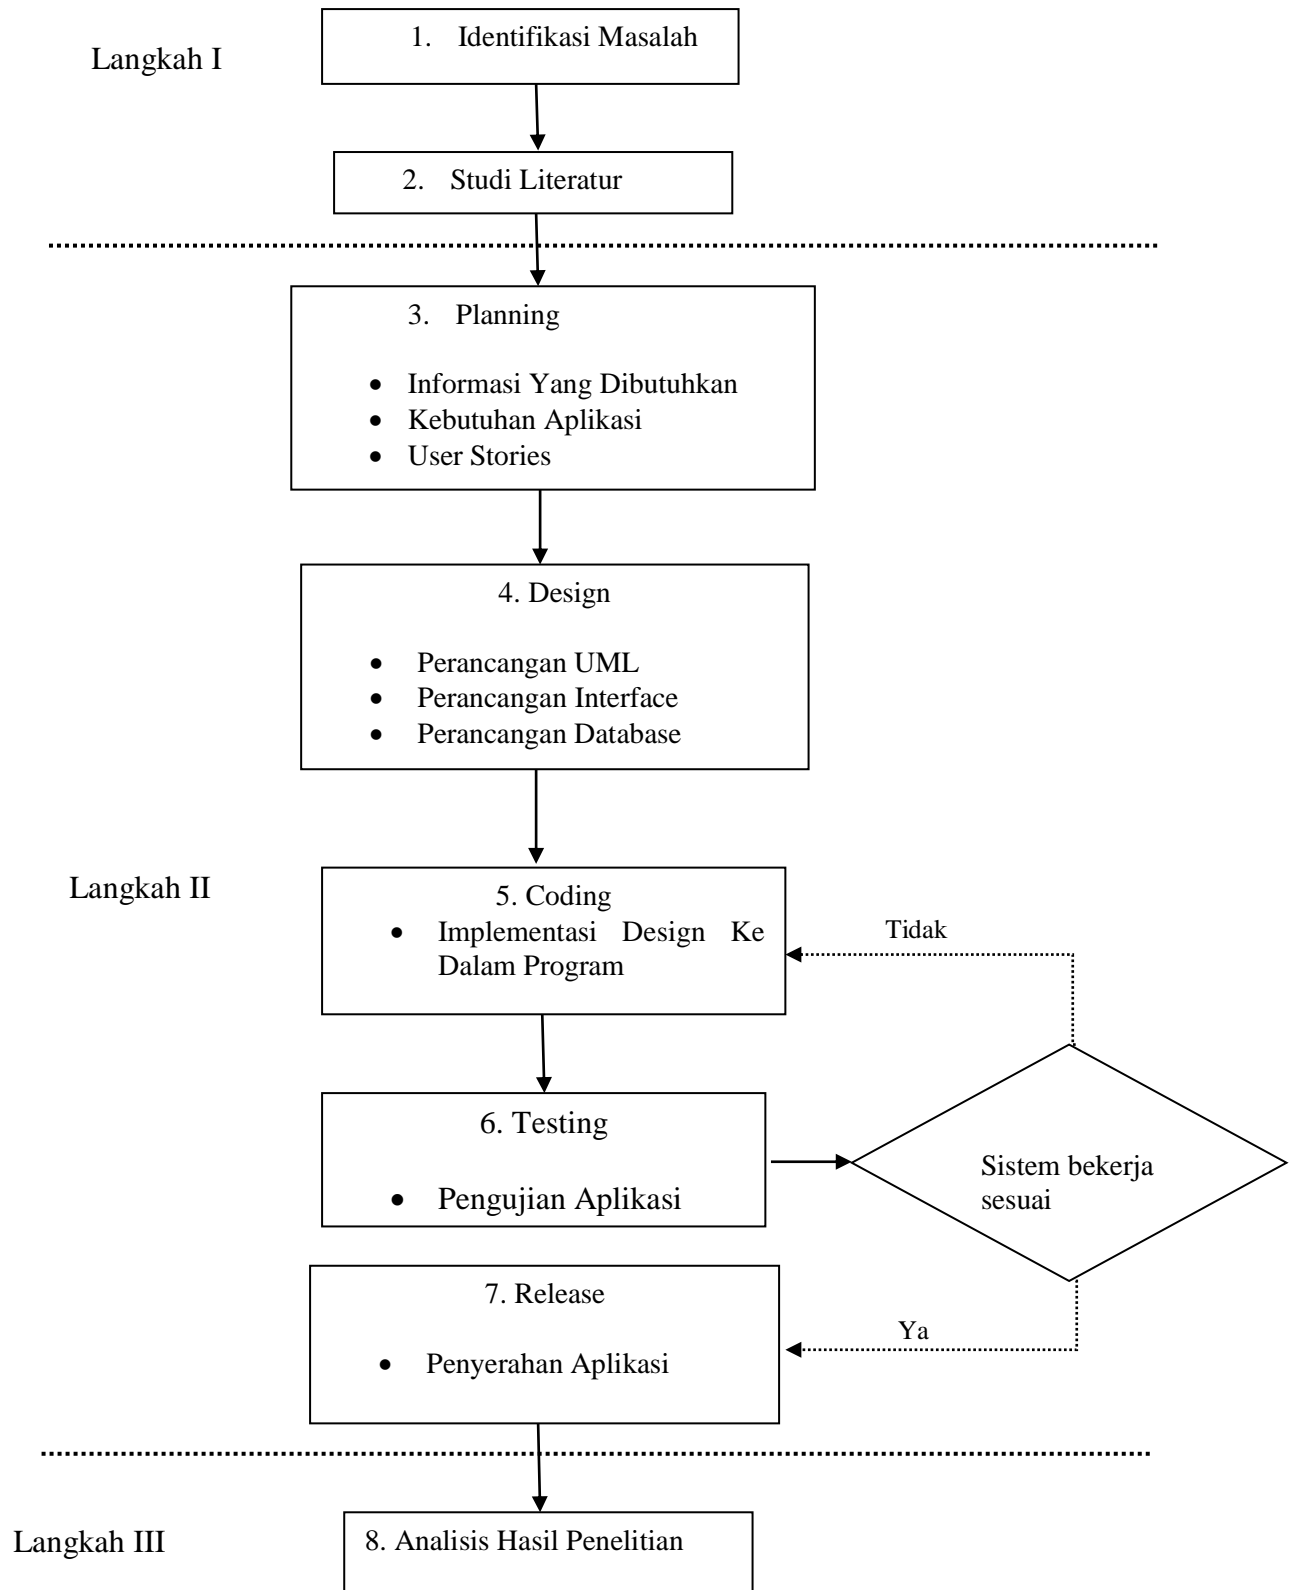 1. Identifikasi Masalah
Langkah I
2. Studi Literatur
3. Planning
• Informasi Yang Dibutuhkan
• Kebutuhan Aplikasi
• User Stories
4. Design
• Perancangan UML
• Perancangan Interface
• Perancangan Database
Langkah II
5. Coding
• Implementasi Design Ke
Dalam Program
Tidak
6. Testing
• Pengujian Aplikasi
Sistem bekerja
sesuai
7. Release
• Penyerahan Aplikasi
Ya
Langkah III
8. Analisis Hasil Penelitian